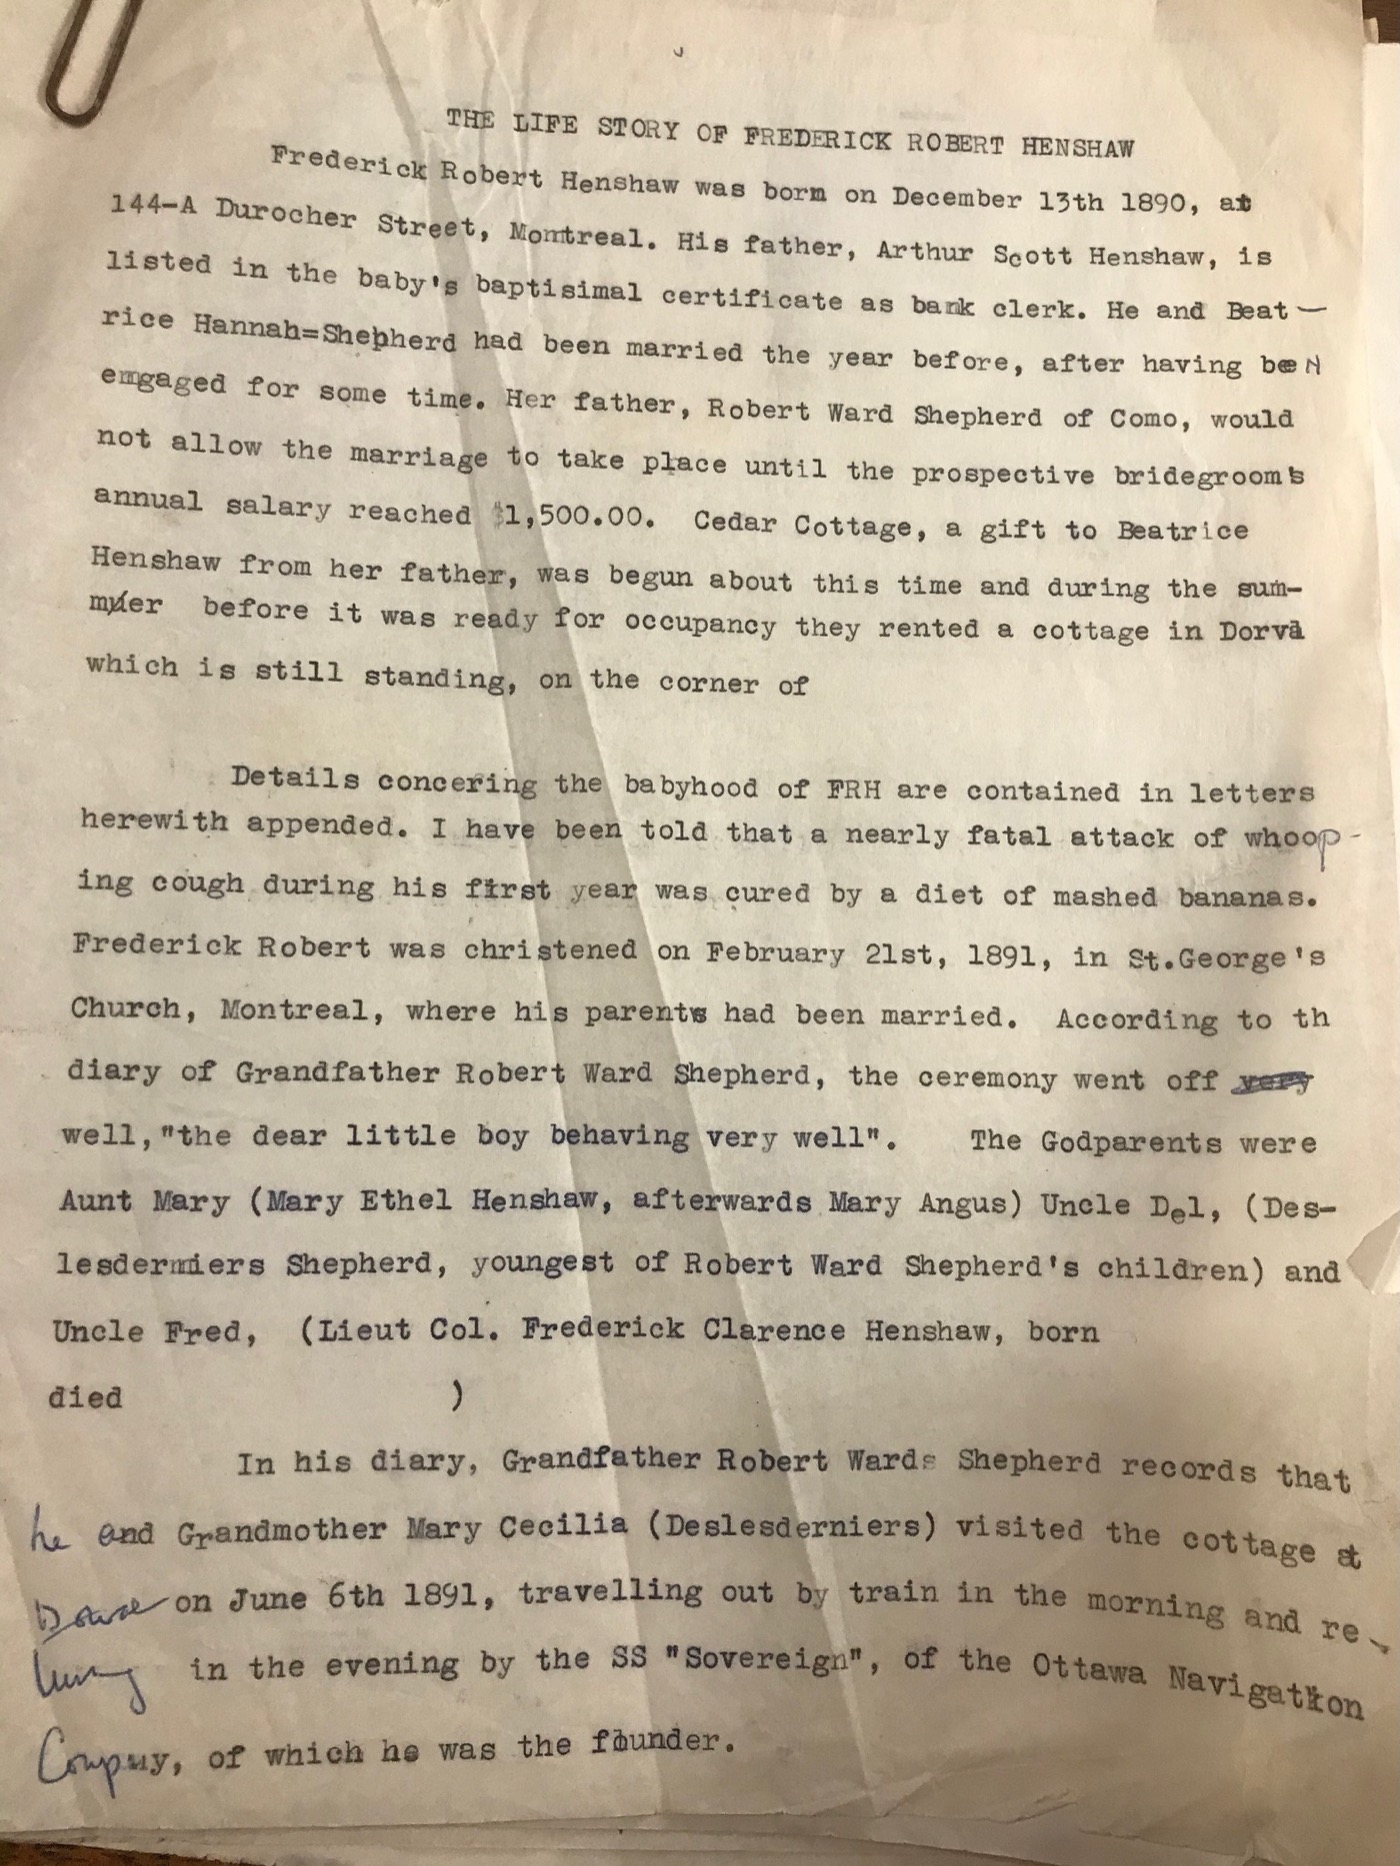 THE LIFE STORY OF FREDERICK ROBERT HENSHAW
Frederick Robert Henshaw was born on December 13th 1890, at
144-A Durocher Street, Montreal. His father, Arthur Scott Henshaw, is
listed in the baby's baptisimal certificate as bank clerk. He and Beat-
rice Hannah=Shepherd had been married the year before, after having been
engaged for some time. Her father, Robert Ward Shepherd of Como, would
not allow the marriage to take place until the prospective bridegroom's
annual salary reached $1,500.00. Cedar Cottage, a gift to Beatrice
Henshaw from her father, was begun about this time and during the sum-
mer before it was ready for occupancy they rented a cottage in Dorval
which is still standing, on the corner of
Details concering the babyhood of FRH are contained in letters
herewith appended. I have been told that a nearly fatal attack of whoop-
ing cough during his first year was cured by a diet of mashed bananas.
Frederick Robert was christened on February 21st, 1891, in St.George's
Church, Montreal, where his parents had been married. According to th
diary of Grandfather Robert Ward Shepherd, the ceremony went off very
well,"the dear little boy behaving very well". The Godparents were
Aunt Mary (Mary Ethel Henshaw, afterwards Mary Angus) Uncle Del, (Des-
lesderniers Shepherd, youngest of Robert Ward Shepherd's children) and
Uncle Fred, (Lieut Col. Frederick Clarence Henshaw, born
died )
In his diary, Grandfather Robert Wards Shepherd records that
he and Grandmother Mary Cecilia (Deslesderniers) visited the cottage at
Dorval on June 6th 1891, travelling out by train in the morning and re-
turning in the evening by the SS "Sovereign", of the Ottawa Navigation
Company, of which he was the founder.